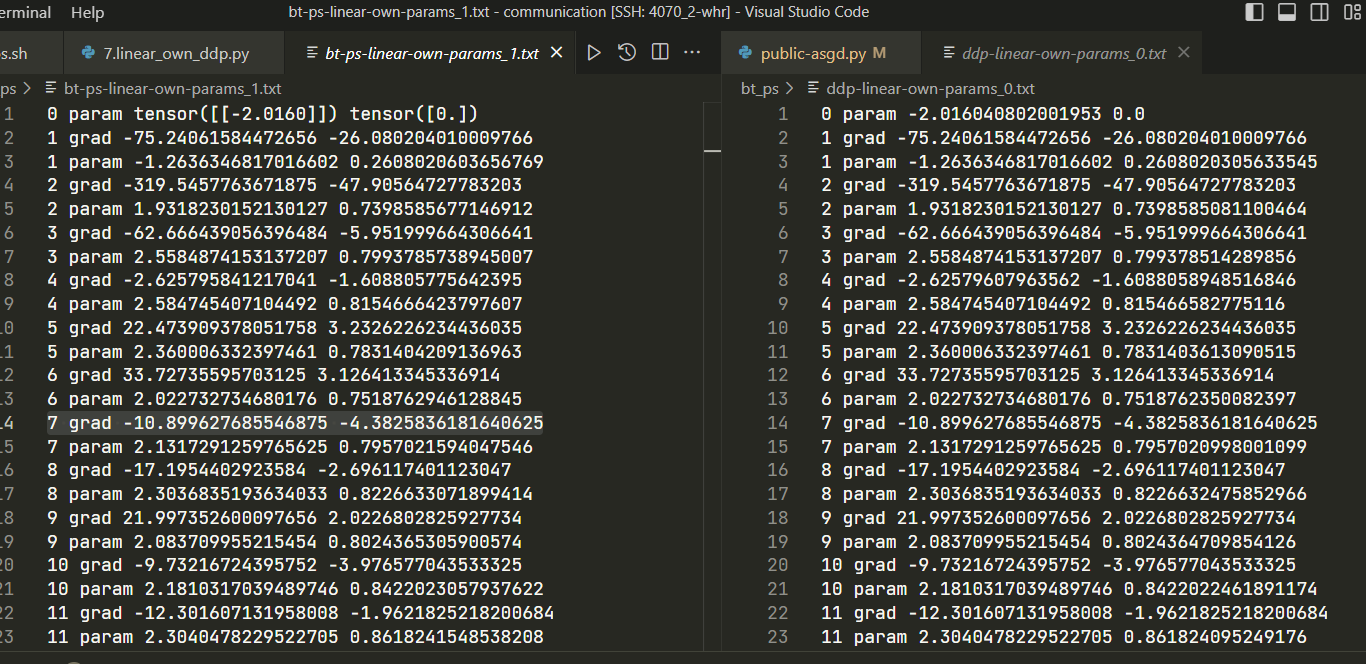 erminal Help bt-ps-linear-own-params_1.txt - communication [SSH: 4070_2-whr] - Visual Studio Code
s.sh 7.linear_own_ddp.py bt-ps-linear-own-params_1.txt
ps > bt-ps-linear-own-params_1.txt
1 0 param tensor([[-2.0160]]) tensor([0.])
2 1 grad -75.24061584472656 -26.080204010009766
3 1 param -1.2636346817016602 0.2608020603656769
4 2 grad -319.5457763671875 -47.90564727783203
5 2 param 1.9318230152130127 0.7398585677146912
6 3 grad -62.666439056396484 -5.951999664306641
7 3 param 2.5584874153137207 0.7993785738945007
8 4 grad -2.625795841217041 -1.608805775642395
9 4 param 2.584745407104492 0.8154666423797607
10 5 grad 22.473909378051758 3.2326226234436035
11 5 param 2.360006332397461 0.7831404209136963
12 6 grad 33.72735595703125 3.126413345336914
13 6 param 2.022732734680176 0.7518762946128845
14 7 grad -10.899627685546875 -4.3825836181640625
15 7 param 2.1317291259765625 0.7957021594047546
16 8 grad -17.1954402923584 -2.696117401123047
17 8 param 2.3036835193634033 0.8226633071899414
18 9 grad 21.997352600097656 2.0226802825927734
19 9 param 2.083709955215454 0.8024365305900574
20 10 grad -9.73216724395752 -3.976577043533325
21 10 param 2.1810317039489746 0.8422023057937622
22 11 grad -12.301607131958008 -1.9621825218200684
23 11 param 2.3040478229522705 0.8618241548538208
public-asgd.py M ddp-linear-own-params_0.txt
bt_ps > ddp-linear-own-params_0.txt
1 0 param -2.016040802001953 0.0
2 1 grad -75.24061584472656 -26.080204010009766
3 1 param -1.2636346817016602 0.2608020305633545
4 2 grad -319.5457763671875 -47.90564727783203
5 2 param 1.9318230152130127 0.7398585081100464
6 3 grad -62.666439056396484 -5.951999664306641
7 3 param 2.5584874153137207 0.799378514289856
8 4 grad -2.62579607963562 -1.6088058948516846
9 4 param 2.584745407104492 0.815466582775116
10 5 grad 22.473909378051758 3.2326226234436035
11 5 param 2.360006332397461 0.7831403613090515
12 6 grad 33.72735595703125 3.126413345336914
13 6 param 2.022732734680176 0.7518762350082397
14 7 grad -10.899627685546875 -4.3825836181640625
15 7 param 2.1317291259765625 0.7957020998001099
16 8 grad -17.1954402923584 -2.696117401123047
17 8 param 2.3036835193634033 0.8226632475852966
18 9 grad 21.997352600097656 2.0226802825927734
19 9 param 2.083709955215454 0.8024364709854126
20 10 grad -9.73216724395752 -3.976577043533325
21 10 param 2.1810317039489746 0.8422022461891174
22 11 grad -12.301607131958008 -1.9621825218200684
23 11 param 2.3040478229522705 0.861824095249176